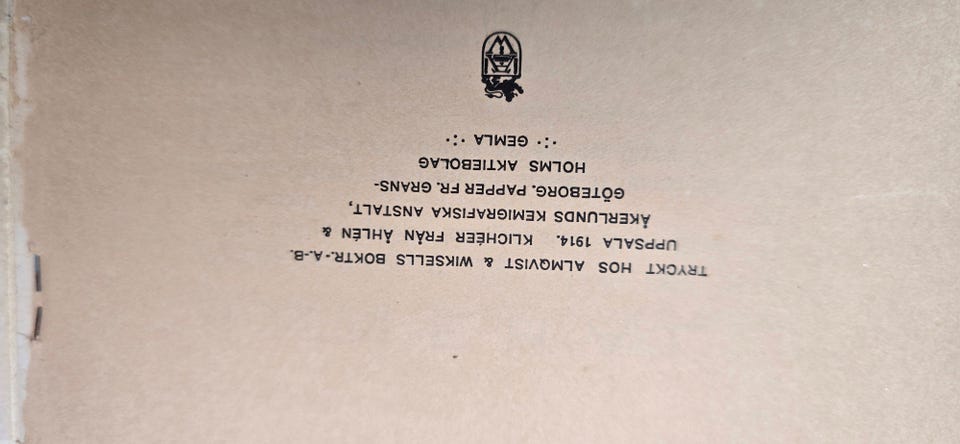 TRYCKT HOS ALMQVIST & WIKSELLS BOKTR.-A.-B.
UPPSALA 1914. KLICHÉER FRÅN ÅHLÉN &
ÅKERLUNDS KEMIGRAFISKA ANSTALT,
GÖTEBORG. PAPPER FR. GRANS-
HOLMS AKTIEBOLAG
·:· GEMLA ·:·